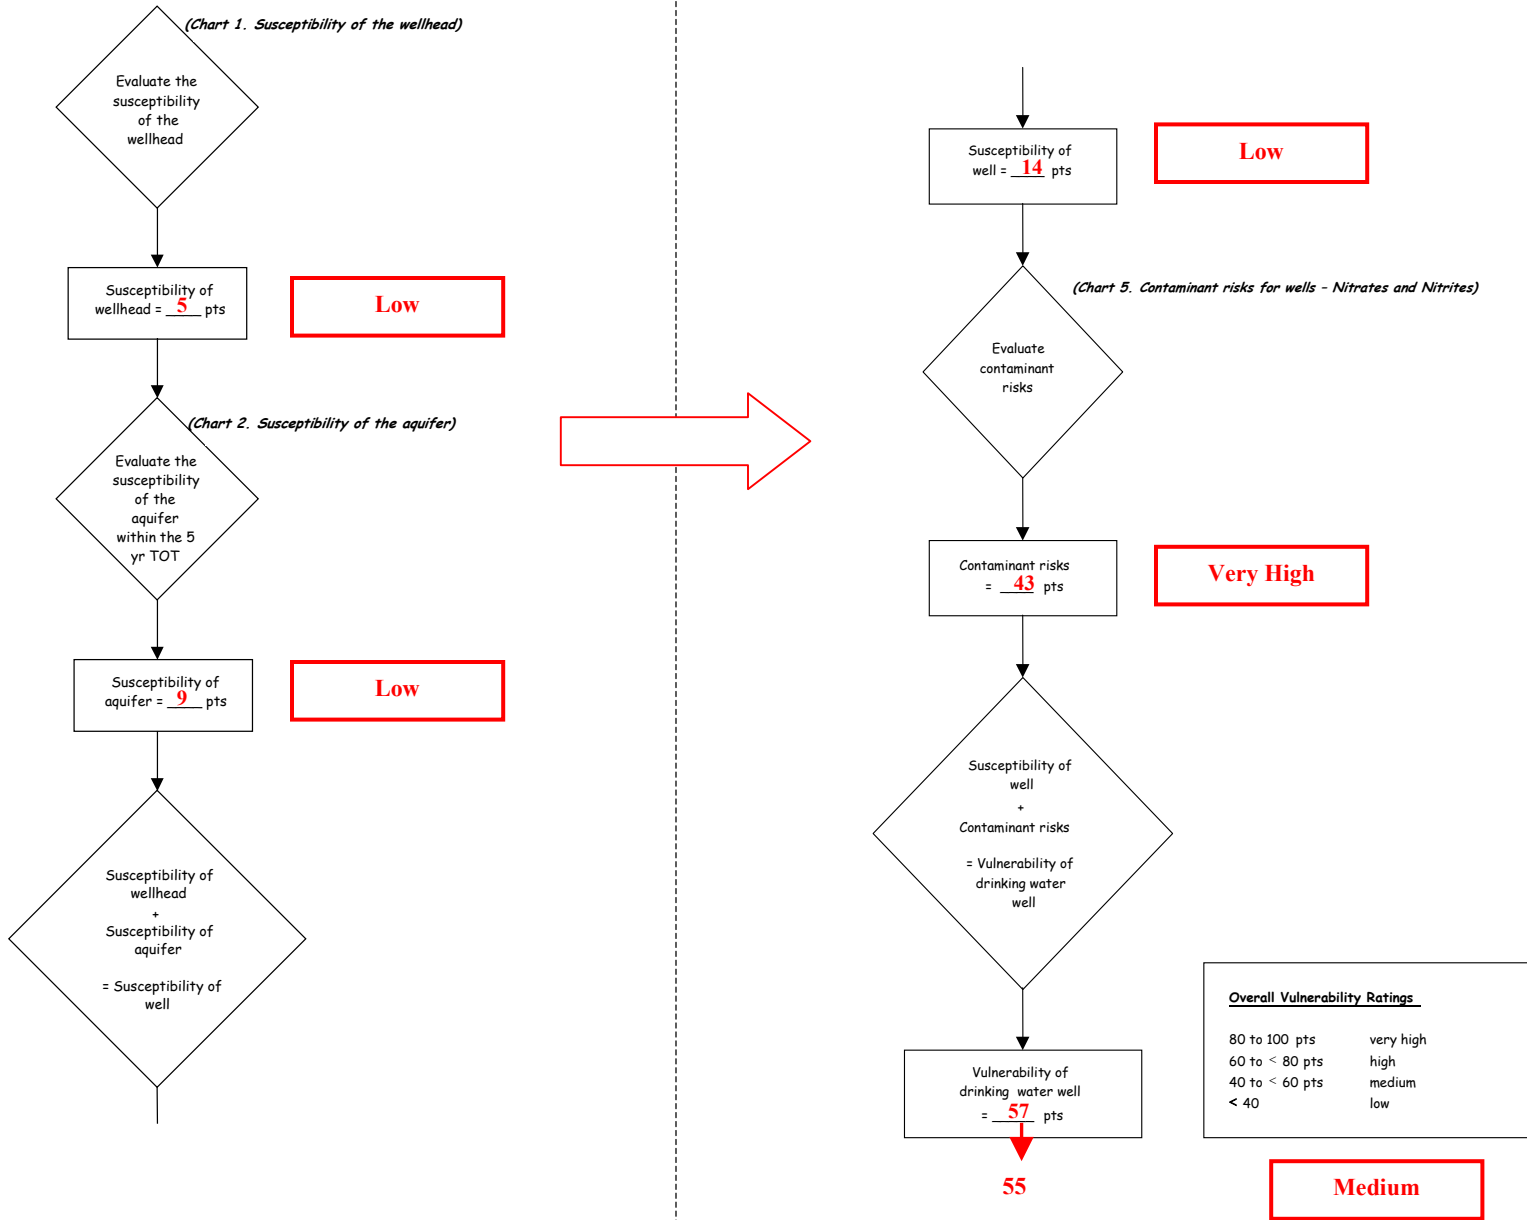 (Chart 1. Susceptibility of the wellhead)
Evaluate the
susceptibility
of the
wellhead
Susceptibility of
wellhead = 5 pts
Low
(Chart 2. Susceptibility of the aquifer)
Evaluate the
susceptibility
of the
aquifer
within the 5
yr TOT
Susceptibility of
aquifer = 9 pts
Low
Susceptibility of
wellhead
+
Susceptibility of
aquifer
= Susceptibility of
well
Susceptibility of
well = 14 pts
Low
(Chart 5. Contaminant risks for wells – Nitrates and Nitrites)
Evaluate
contaminant
risks
Contaminant risks
= 43 pts
Very High
Susceptibility of
well
+
Contaminant risks
= Vulnerability of
drinking water
well
Vulnerability of
drinking water well
= 57 pts
55
Overall Vulnerability Ratings
80 to 100 pts very high
60 to < 80 pts high
40 to < 60 pts medium
< 40 low
Medium